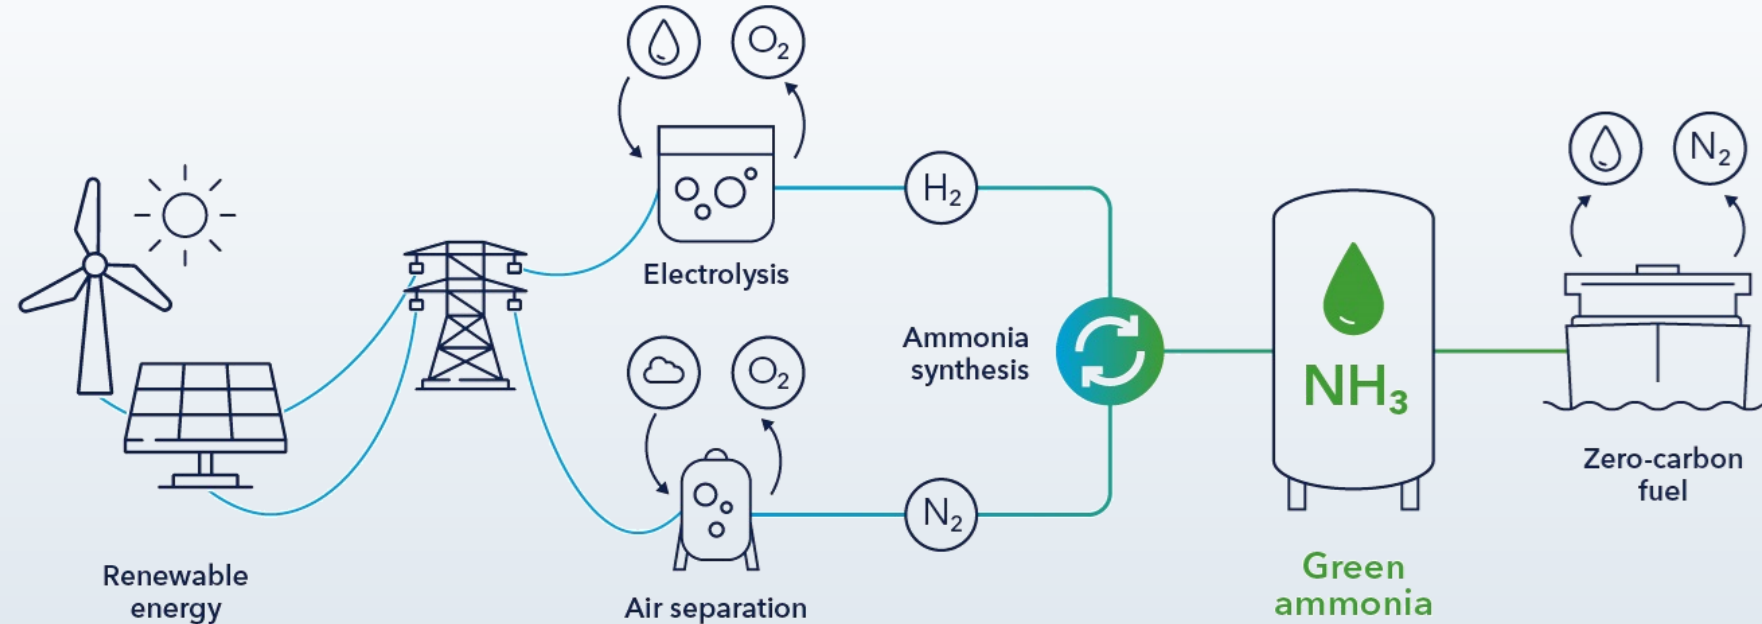 O₂
N₂
H₂
Electrolysis
Ammonia
synthesis
O₂
NH₃
Zero-carbon
fuel
N₂
Renewable
energy
Air separation
Green
ammonia